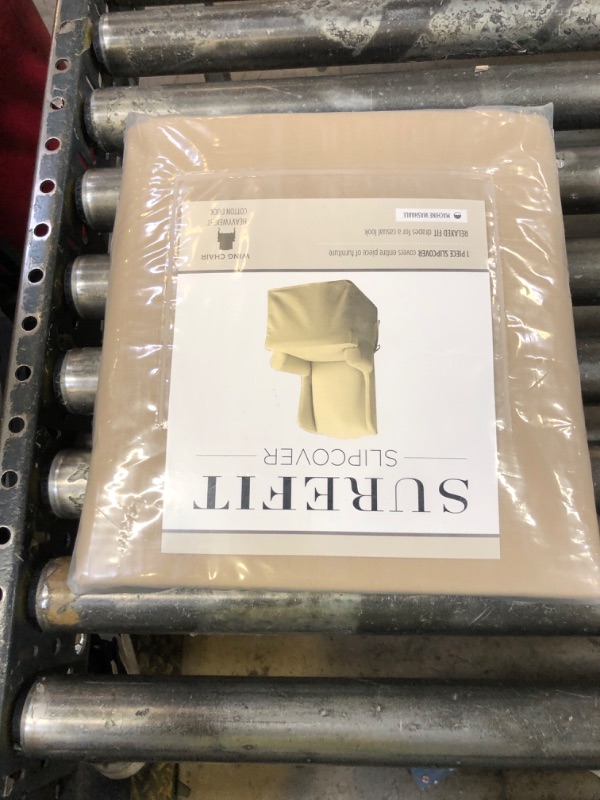 SUREFIT
SLIPCOVER
1 PIECE SLIPCOVER covers entire piece of furniture
RELAXED FIT drapes for a casual look
MACHINE WASHABLE
WING CHAIR
HEAVYWEIGHT
COTTON DUCK